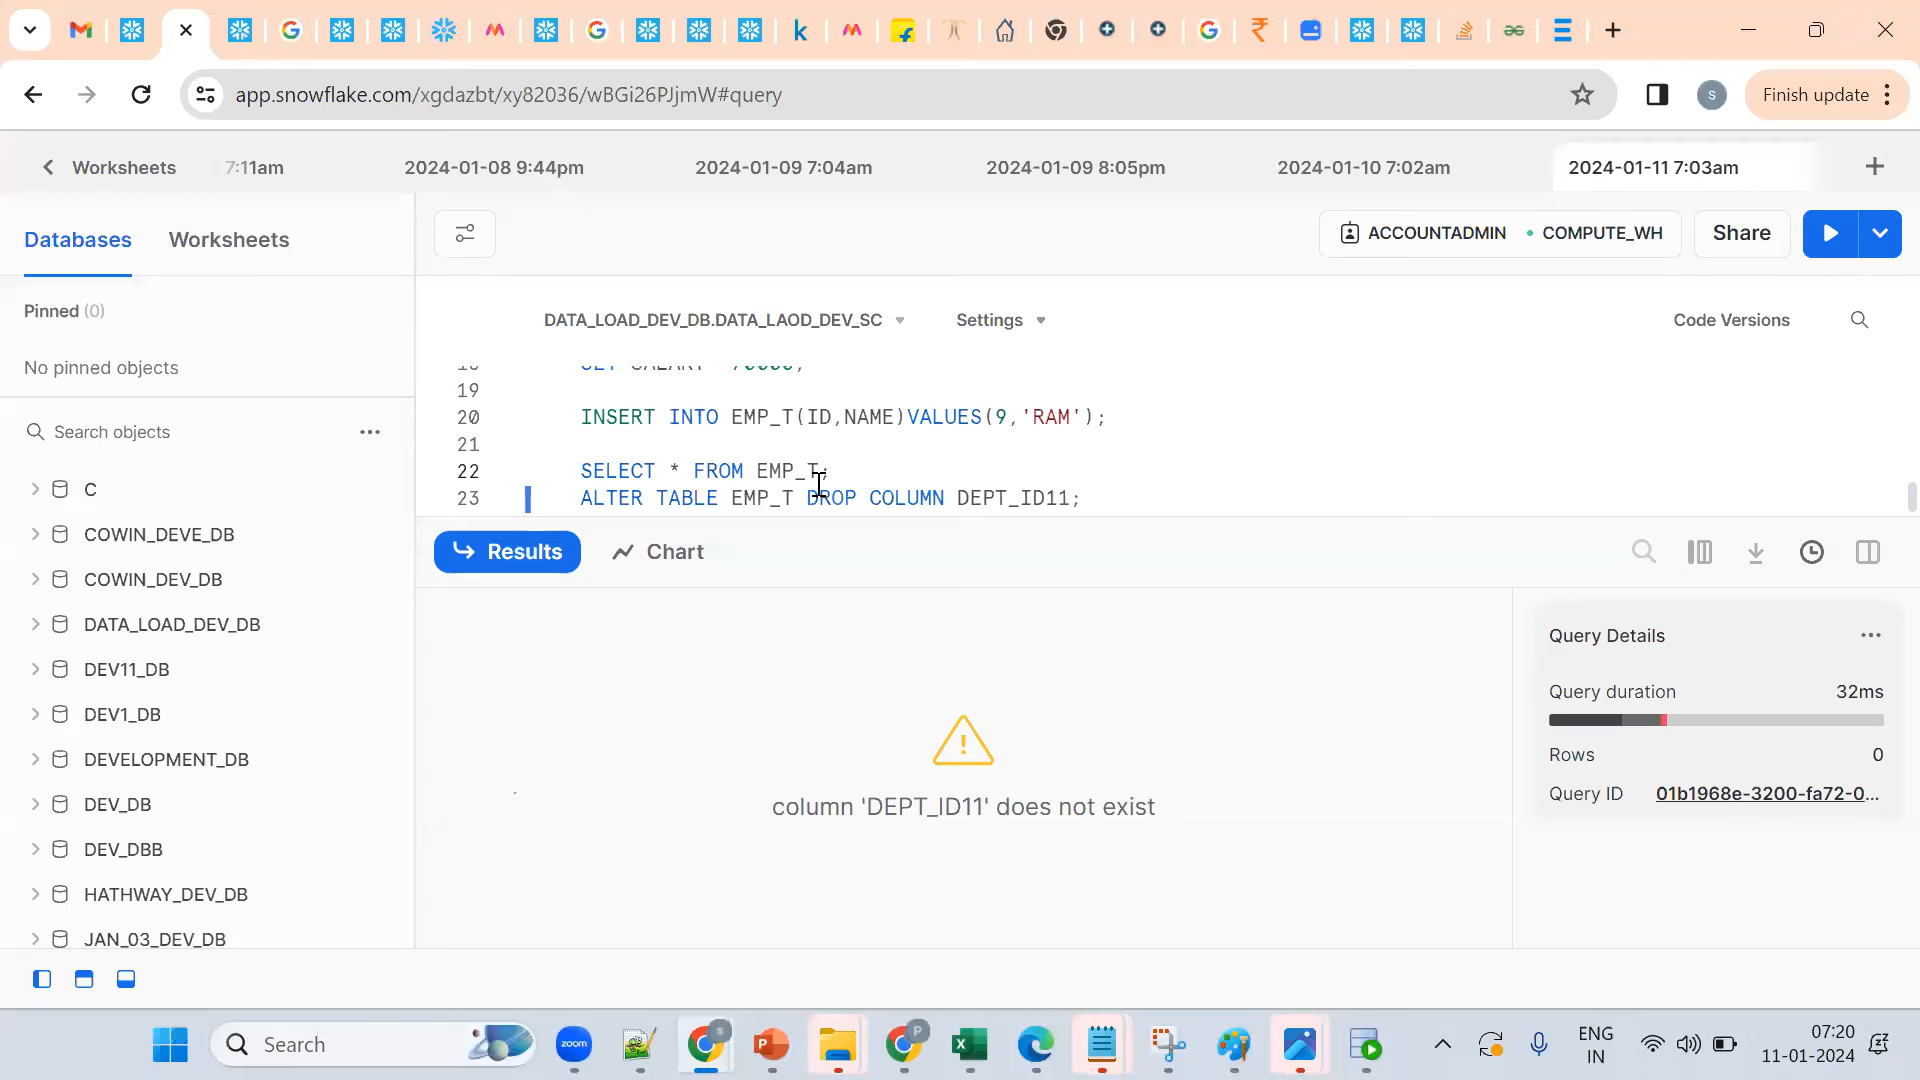 app.snowflake.com/xgdazbt/xy82036/wBGi26PJjmW#query
S
Finish update
Worksheets
7:11am
2024-01-08 9:44pm
2024-01-09 7:04am
2024-01-09 8:05pm
2024-01-10 7:02am
2024-01-11 7:03am
Databases
Worksheets
ACCOUNTADMIN
COMPUTE_WH
Share
Pinned (0)
DATA_LOAD_DEV_DB.DATA_LAOD_DEV_SC
Settings
Code Versions
No pinned objects
19
20 INSERT INTO EMP_T(ID,NAME)VALUES(9,'RAM');
21
22 SELECT * FROM EMP_T;
23 ALTER TABLE EMP_T DROP COLUMN DEPT_ID11;
Search objects
C
COWIN_DEVE_DB
COWIN_DEV_DB
DATA_LOAD_DEV_DB
DEV11_DB
DEV1_DB
DEVELOPMENT_DB
DEV_DB
DEV_DBB
HATHWAY_DEV_DB
JAN_03_DEV_DB
Results
Chart
column 'DEPT_ID11' does not exist
Query Details
Query duration 32ms
Rows 0
Query ID 01b1968e-3200-fa72-0...
Search
zoom
ENG
IN
07:20
11-01-2024